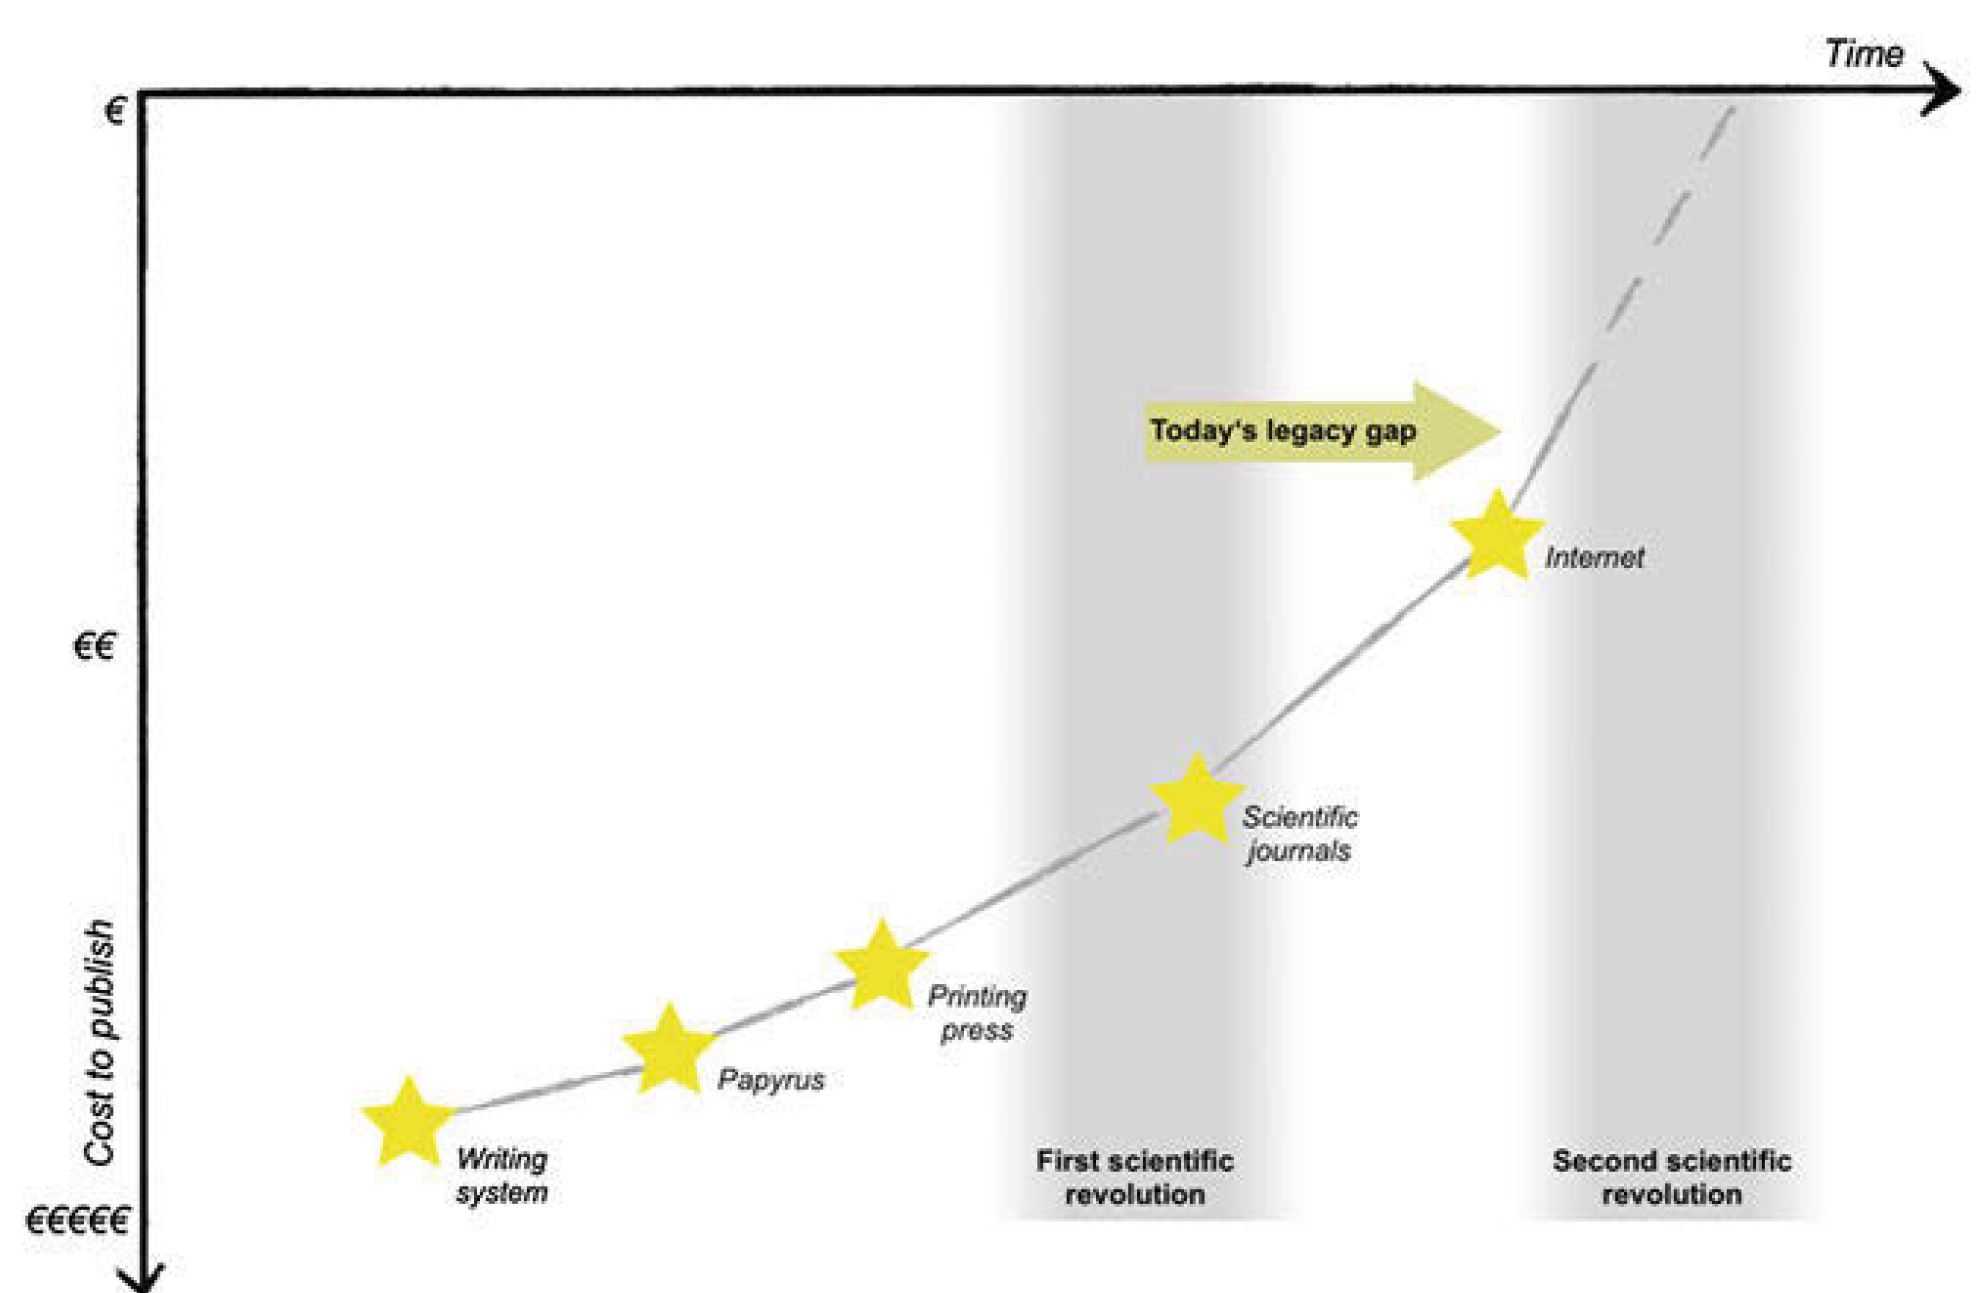 Time
€
Today‘s legacy gap
Internet
€€
Scientific
journals
Cost to publish
Printing
press
Papyrus
Writing
system
First scientific
revolution
Second scientific
revolution
€€€€€